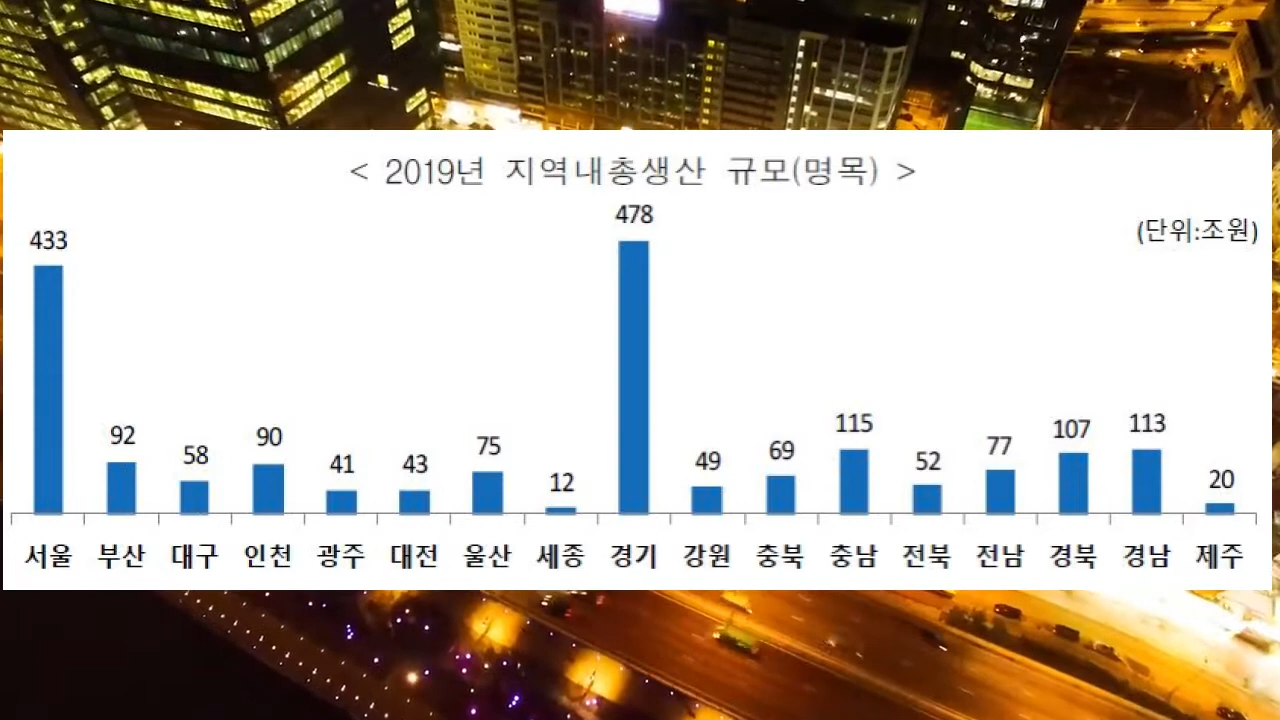 < 2019년 지역내총생산 규모(명목) >
(단위:조원)
433 92 58 90 41 43 75 12 478 49 69 115 52 77 107 113 20
서울 부산 대구 인천 광주 대전 울산 세종 경기 강원 충북 충남 전북 전남 경북 경남 제주